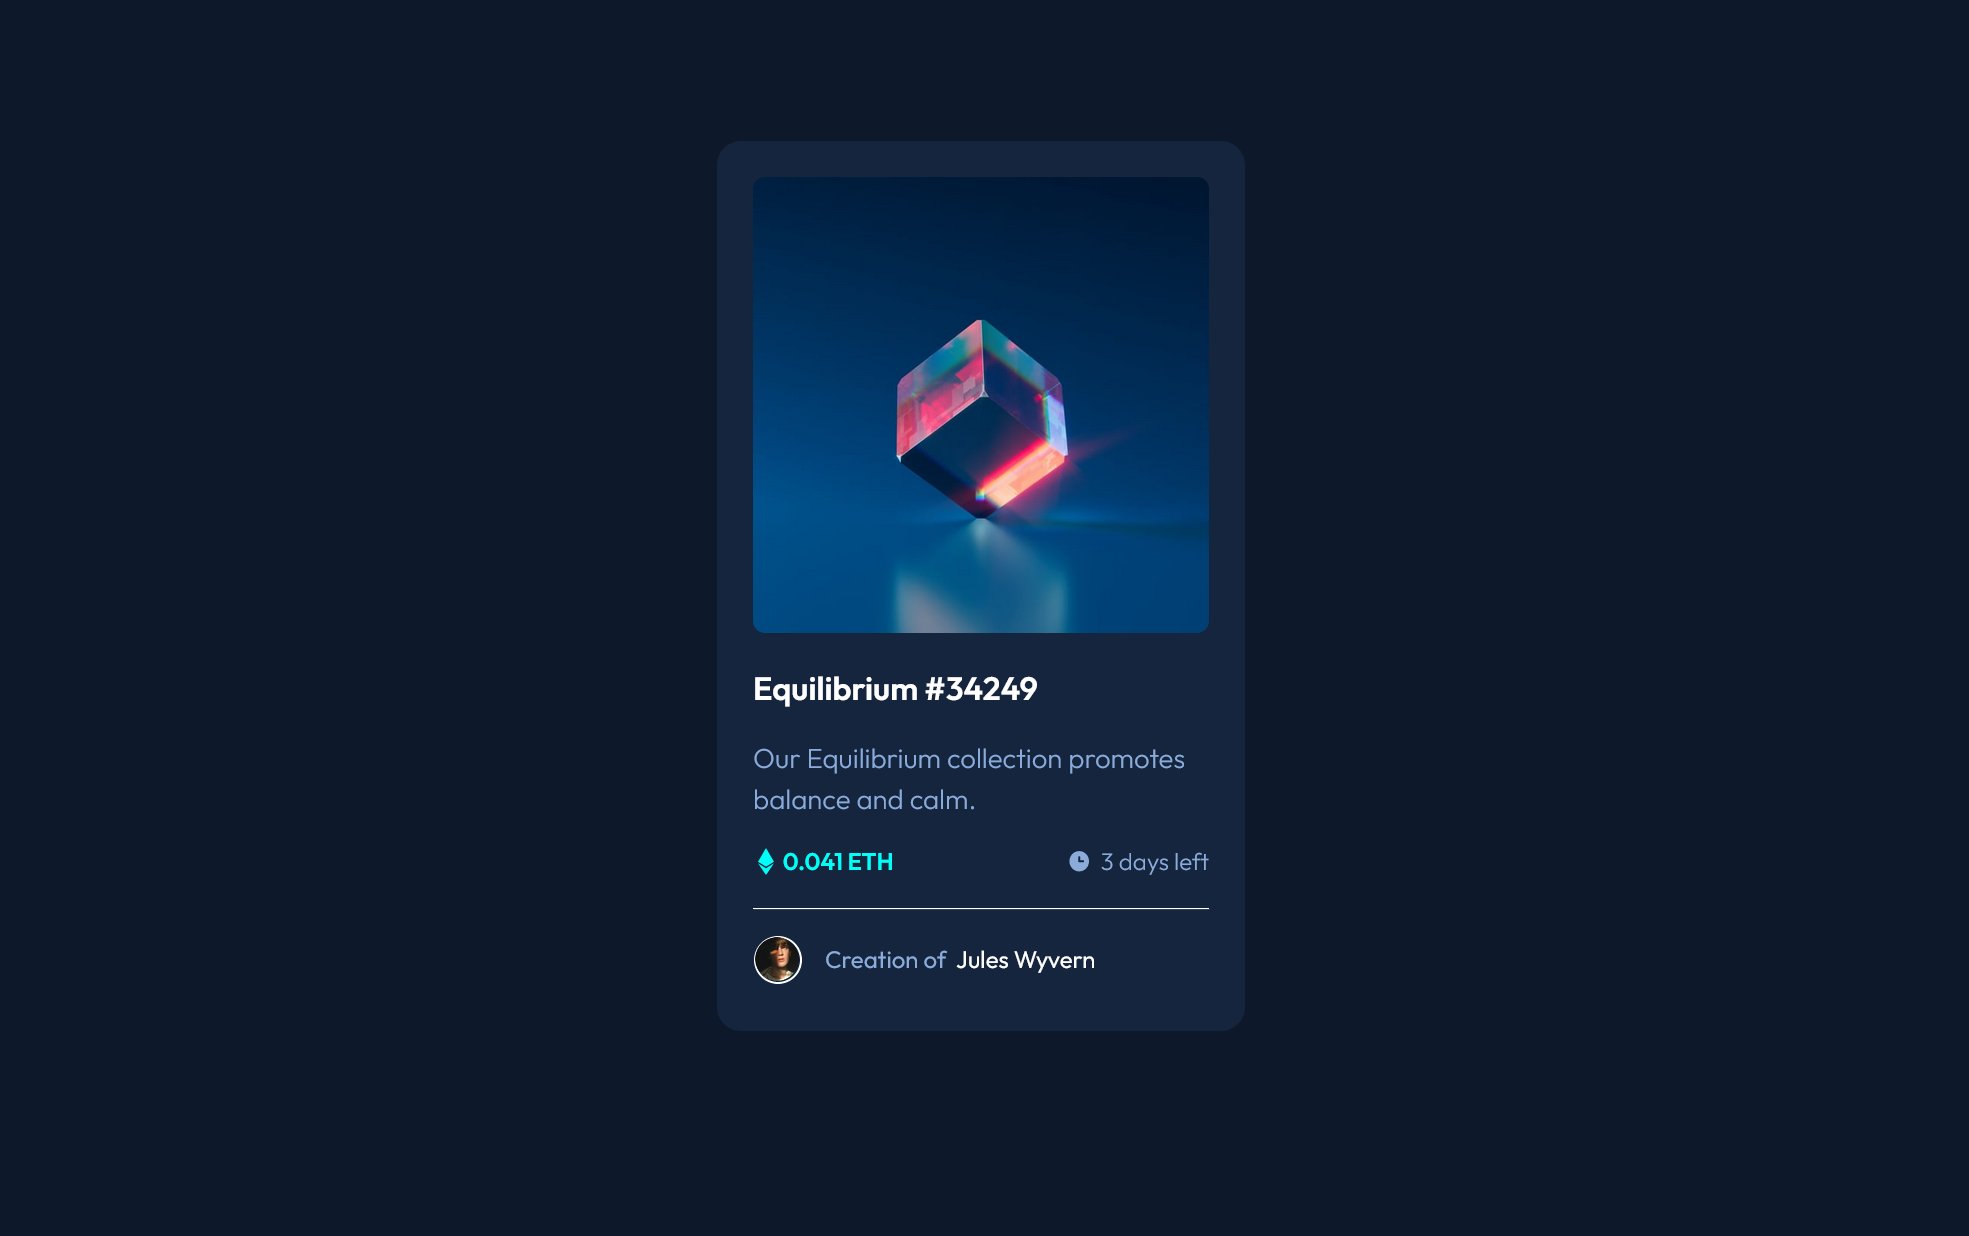 Equilibrium #34249
Our Equilibrium collection promotes
balance and calm.
0.041 ETH
3 days left
Creation of Jules Wyvern